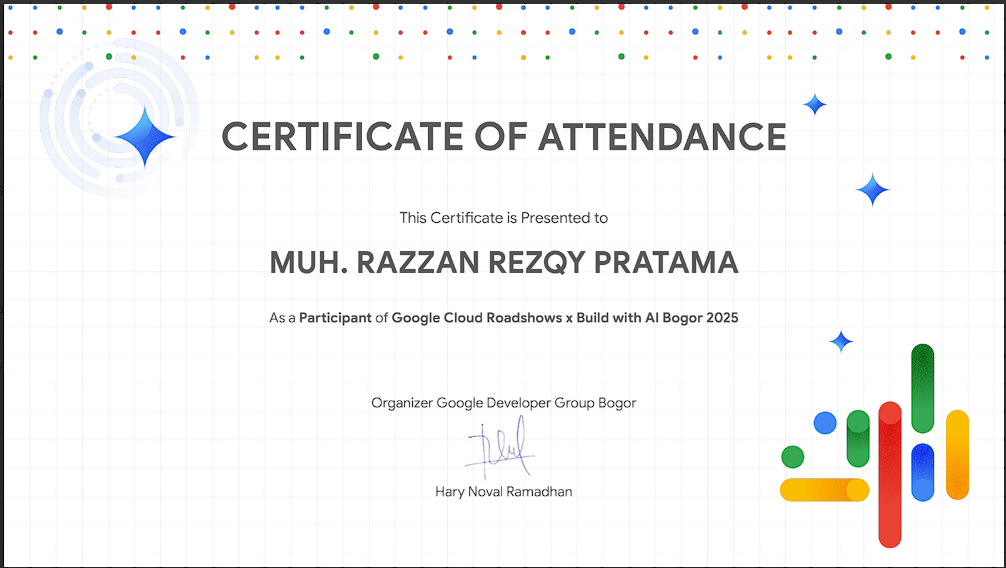 CERTIFICATE OF ATTENDANCE
This Certificate is Presented to
MUH. RAZZAN REZQY PRATAMA
As a Participant of Google Cloud Roadshows x Build with AI Bogor 2025
Organizer Google Developer Group Bogor
Hary Noval Ramadhan